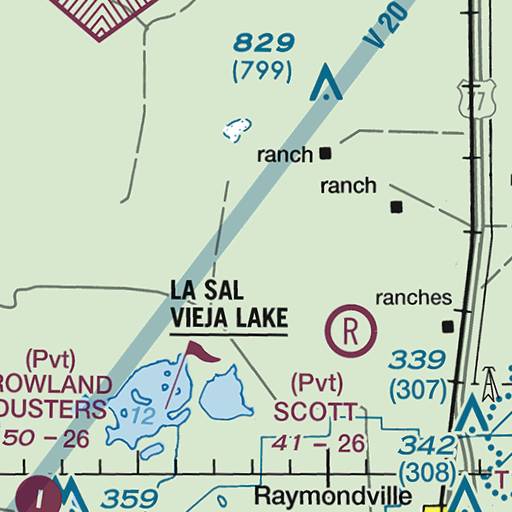 V 20
829
(799)
77
ranch
ranch
LA SAL
VIEJA LAKE
ranches
R
(Pvt)
ROWLAND
DUSTERS
50 - 26
12
(Pvt)
SCOTT
41 - 26
339
(307)
342
(308)
Raymondville
359
I
T